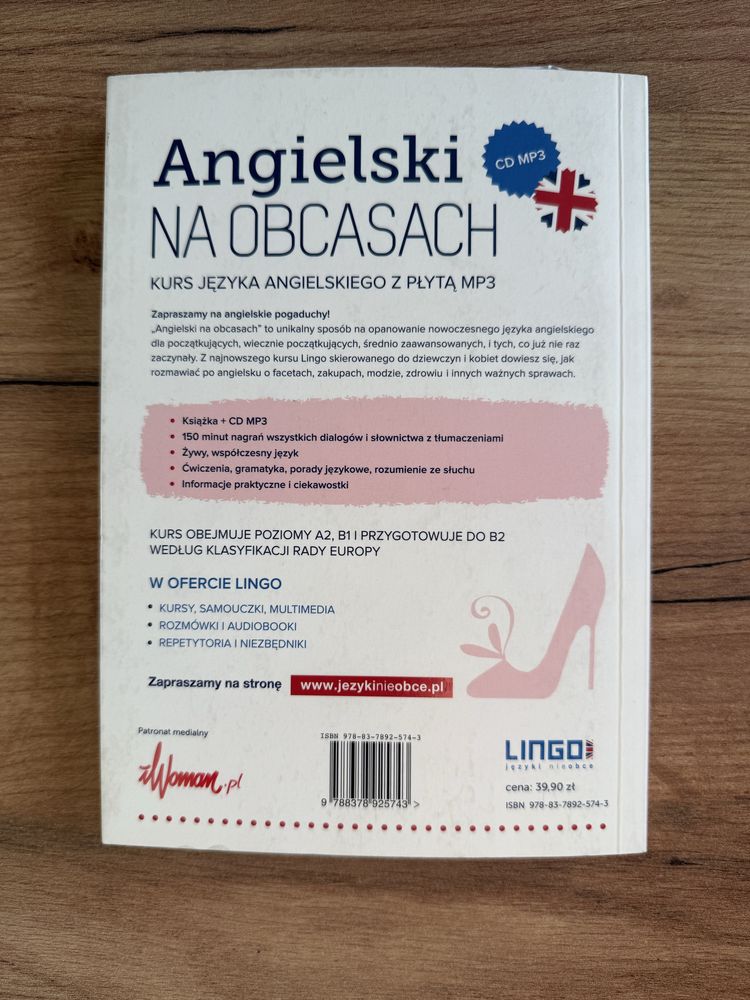 Angielski
CD MP3
NA OBCASACH
KURS JĘZYKA ANGIELSKIEGO Z PŁYTĄ MP3
Zapraszamy na angielskie pogaduchy!
„Angielski na obcasach” to unikalny sposób na opanowanie nowoczesnego języka angielskiego
dla początkujących, wiecznie początkujących, średnio zaawansowanych, i tych, co już nie raz
zaczynały. Z najnowszego kursu Lingo skierowanego do dziewczyn i kobiet dowiesz się, jak
rozmawiać po angielsku o facetach, zakupach, modzie, zdrowiu i innych ważnych sprawach.
• Książka + CD MP3
• 150 minut nagrań wszystkich dialogów i słownictwa z tłumaczeniami
• Żywy, współczesny język
• Ćwiczenia, gramatyka, porady językowe, rozumienie ze słuchu
• Informacje praktyczne i ciekawostki
KURS OBEJMUJE POZIOMY A2, B1 I PRZYGOTOWUJE DO B2
WEDŁUG KLASYFIKACJI RADY EUROPY
W OFERCIE LINGO
• KURSY, SAMOUCZKI, MULTIMEDIA
• ROZMÓWKI I AUDIOBOOKI
• REPETYTORIA I NIEZBĘDNIKI
Zapraszamy na stronę www.jezykinieobce.pl
Patronat medialny
iWoman.pl
ISBN 978-83-7892-574-3
9 788378 925743 >
LINGO
języki nieobce
cena: 39,90 zł
ISBN 978-83-7892-574-3